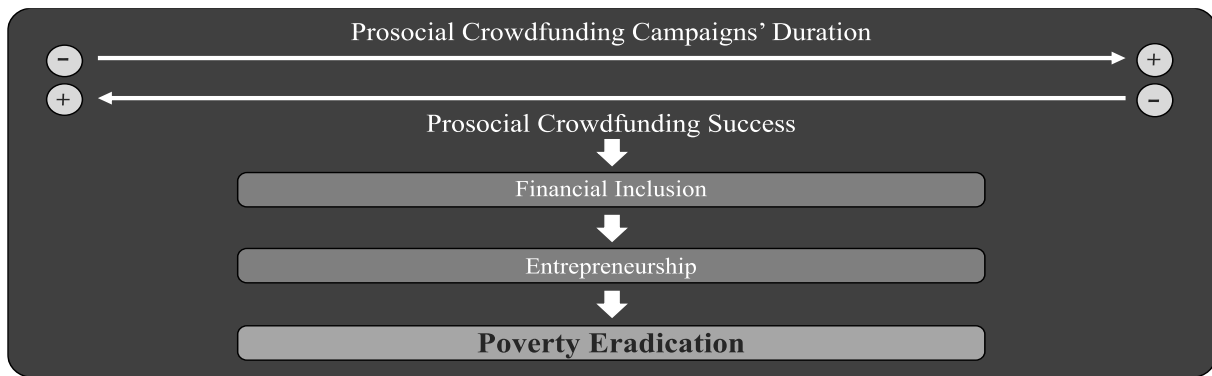 Prosocial Crowdfunding Campaigns’ Duration
- +
+ -
Prosocial Crowdfunding Success
Financial Inclusion
Entrepreneurship
Poverty Eradication